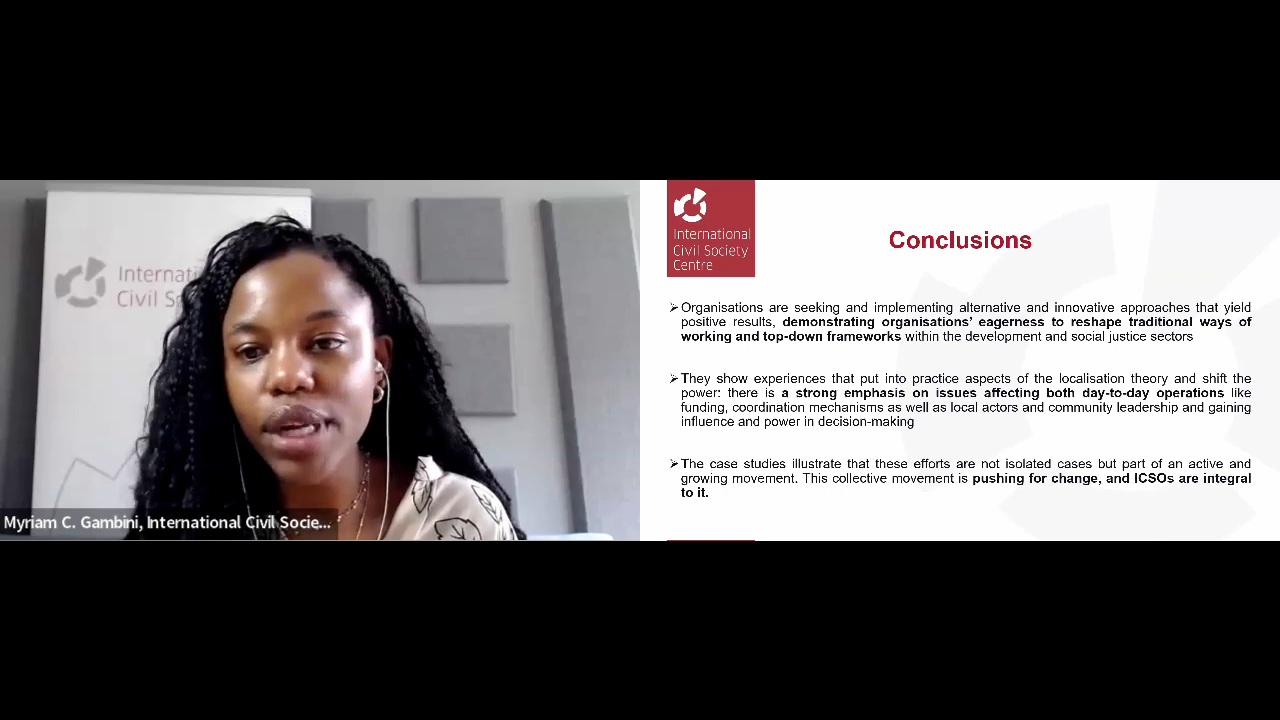 Internati
Civil S
Myriam C. Gambini, International Civil Socie...
International
Civil Society
Centre
Conclusions
➢Organisations are seeking and implementing alternative and innovative approaches that yield
positive results, demonstrating organisations' eagerness to reshape traditional ways of
working and top-down frameworks within the development and social justice sectors
➢They show experiences that put into practice aspects of the localisation theory and shift the
power: there is a strong emphasis on issues affecting both day-to-day operations like
funding, coordination mechanisms as well as local actors and community leadership and gaining
influence and power in decision-making
➢The case studies illustrate that these efforts are not isolated cases but part of an active and
growing movement. This collective movement is pushing for change, and ICSOs are integral
to it.